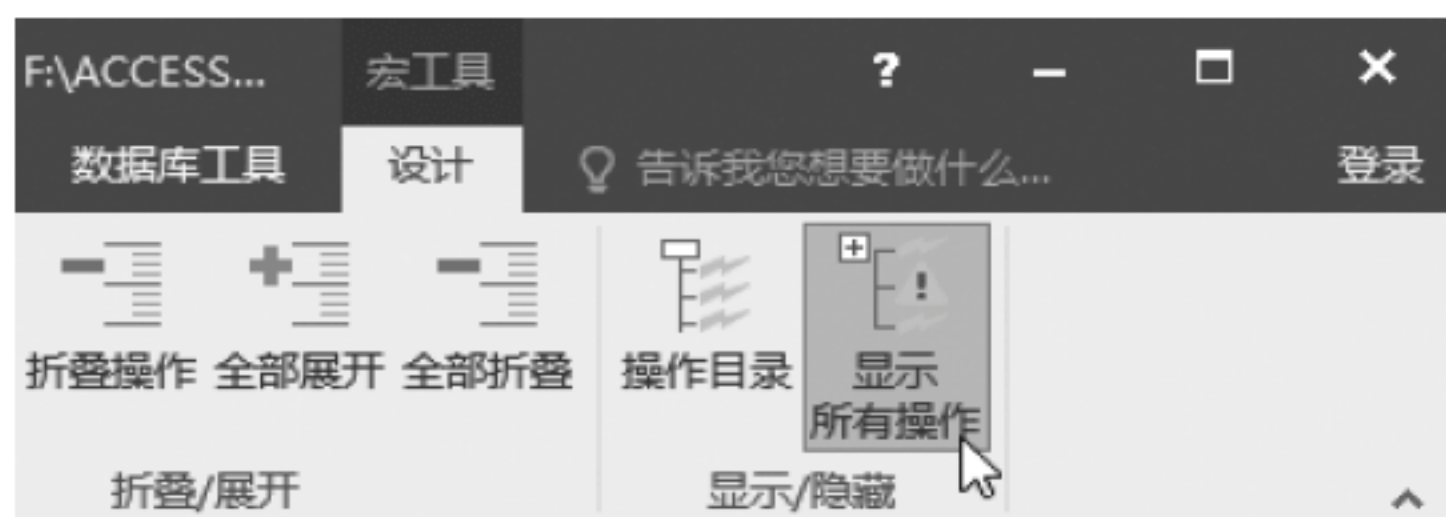 F:\ACCESS... 宏工具 ?
数据库工具 设计 告诉我您想要做什么... 登录
折叠操作 全部展开 全部折叠 操作目录 显示
所有操作
折叠/展开 显示/隐藏